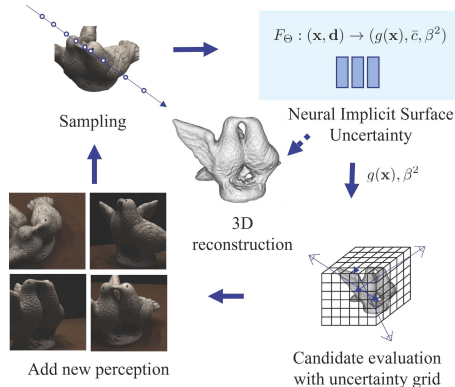 F_Θ : (x, d) → (g(x), c̄, β²)
Sampling
Neural Implicit Surface
Uncertainty
g(x), β²
3D
reconstruction
Add new perception
Candidate evaluation
with uncertainty grid